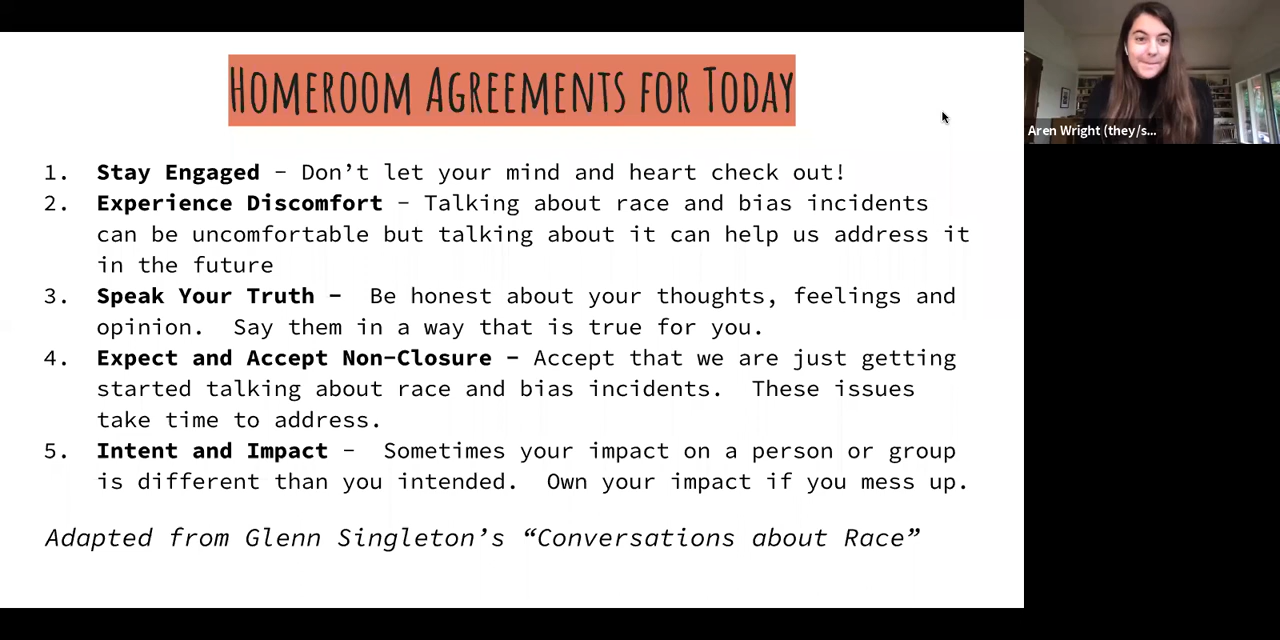 Homeroom Agreements for Today
Aren Wright (they/s...
1. Stay Engaged - Don’t let your mind and heart check out!
2. Experience Discomfort - Talking about race and bias incidents
can be uncomfortable but talking about it can help us address it
in the future
3. Speak Your Truth - Be honest about your thoughts, feelings and
opinion. Say them in a way that is true for you.
4. Expect and Accept Non-Closure - Accept that we are just getting
started talking about race and bias incidents. These issues
take time to address.
5. Intent and Impact - Sometimes your impact on a person or group
is different than you intended. Own your impact if you mess up.
Adapted from Glenn Singleton’s “Conversations about Race”